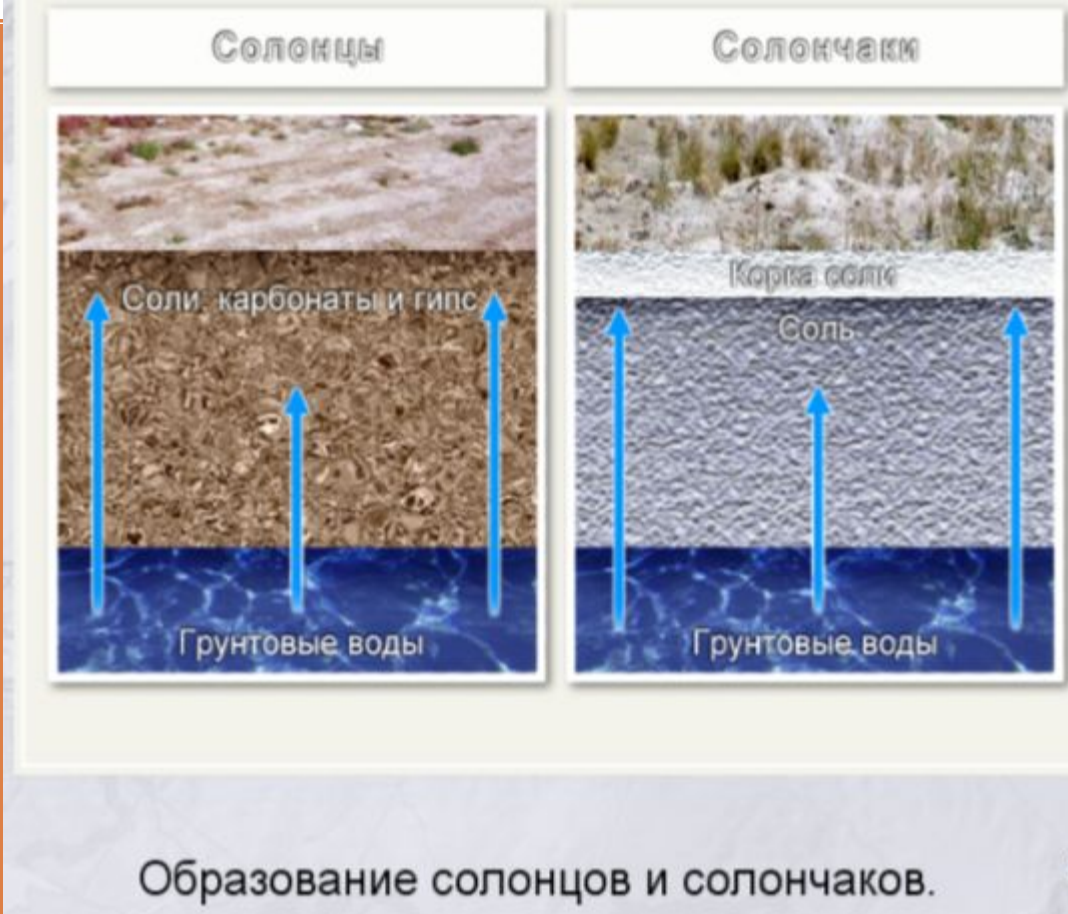 Солонцы
Солончаки
Соли: карбонаты и гипс
Грунтовые воды
Корка соли
Соль
Грунтовые воды
Образование солонцов и солончаков.